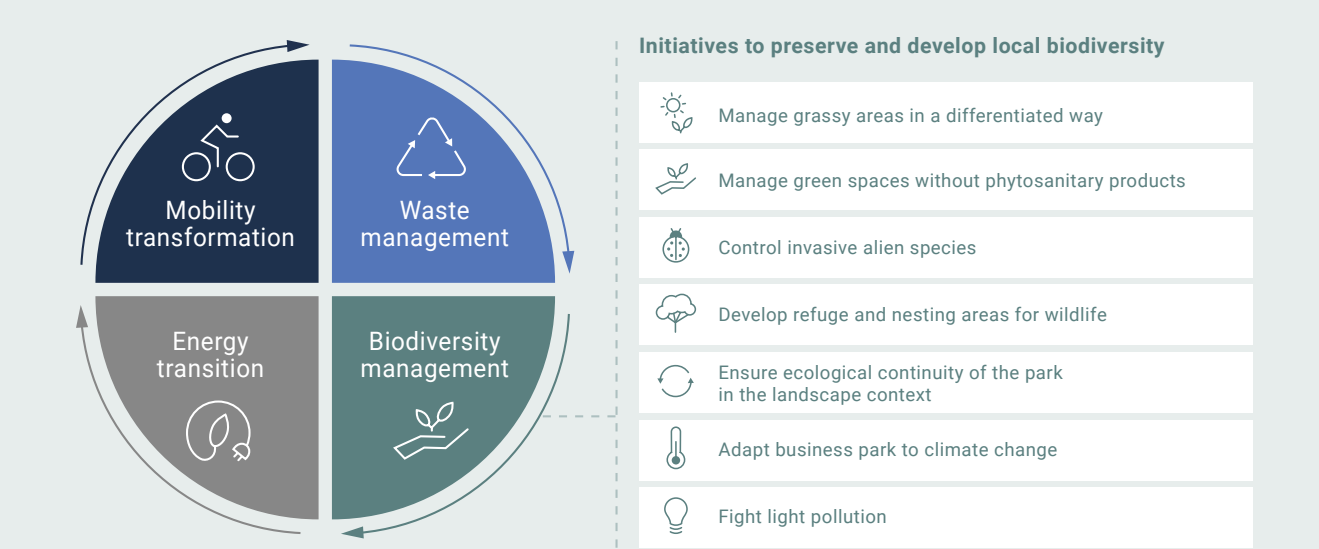 Mobility
transformation
Waste
management
Energy
transition
Biodiversity
management
Initiatives to preserve and develop local biodiversity
Manage grassy areas in a differentiated way
Manage green spaces without phytosanitary products
Control invasive alien species
Develop refuge and nesting areas for wildlife
Ensure ecological continuity of the park
in the landscape context
Adapt business park to climate change
Fight light pollution